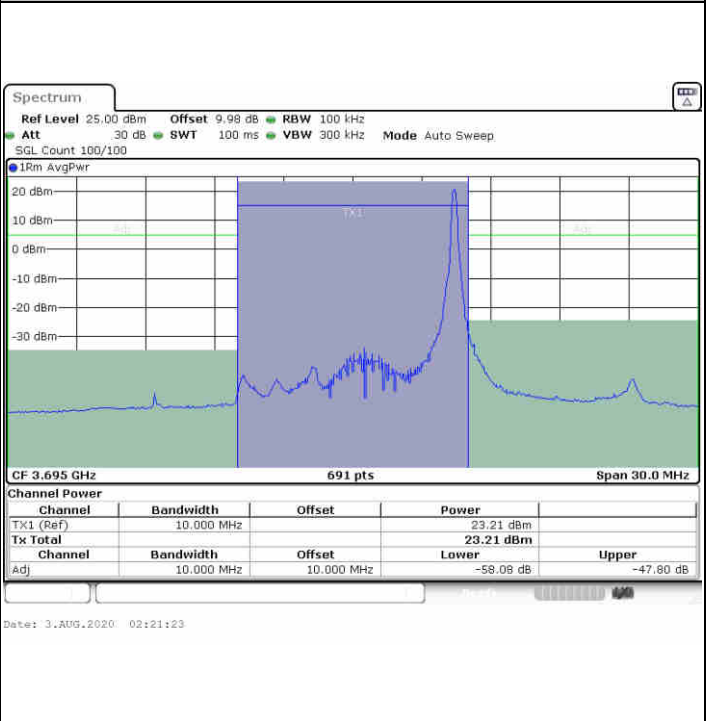 Spectrum
Ref Level 25.00 dBm Offset 9.98 dB RBW 100 kHz
Att 30 dB SWT 100 ms VBW 300 kHz Mode Auto Sweep
SGL Count 100/100
1Rm AvgPwr
20 dBm
TX1
10 dBm
Adj Adj
0 dBm
-10 dBm
-20 dBm
-30 dBm
CF 3.695 GHz 691 pts Span 30.0 MHz
Channel Power
Channel Bandwidth Offset Power
TX1 (Ref) 10.000 MHz 23.21 dBm
Tx Total 23.21 dBm
Channel Bandwidth Offset Lower Upper
Adj 10.000 MHz 10.000 MHz -58.08 dB -47.80 dB
Date: 3.AUG.2020 02:21:23